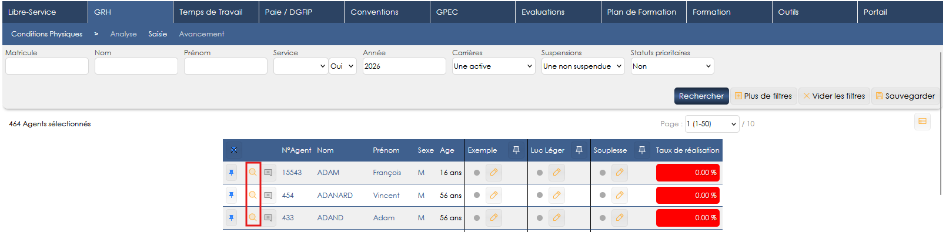 Libre-Service GRH Temps de Travail Paie / DGFIP Conventions GPEC Evaluations Plan de Formation Formation Outils Portail
Conditions Physiques > Analyse Saisie Avancement
Matricule Nom Prénom Service Année Carrières Suspensions Statuts prioritaires
Oui 2026 Une active Une non suspendue Non
Rechercher Plus de filtres Vider les filtres Sauvegarder
464 Agents sélectionnés Page : 1 (1-50) / 10
N°Agent Nom Prénom Sexe Age Exemple Luc Léger Souplesse Taux de réalisation
15543 ADAM François M 16 ans 0.00 %
454 ADANARD Vincent M 56 ans 0.00 %
433 ADAND Adam M 56 ans 0.00 %